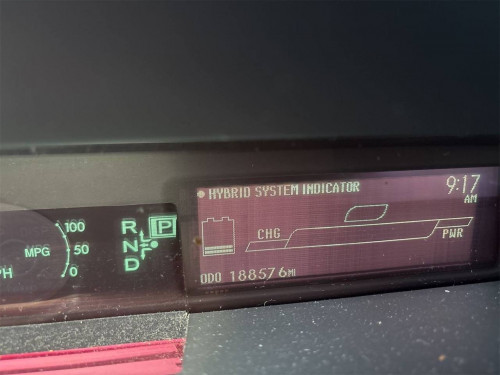 HYBRID SYSTEM INDICATOR
9:17
AM
100
MPG 50
0
R P
N
D
CHG
PWR
ODO 188576MI